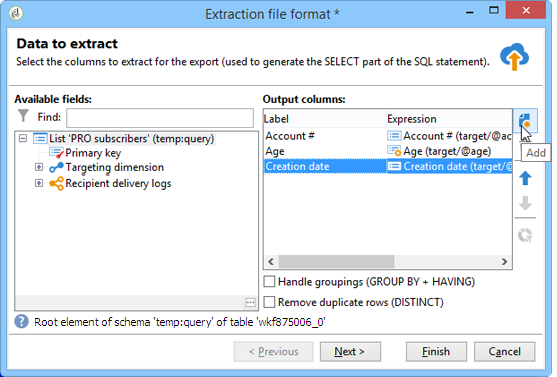 Extraction file format *
Data to extract
Select the columns to extract for the export (used to generate the SELECT part of the SQL statement).
Available fields:
Find:
List 'PRO subscribers' (temp:query)
Primary key
Targeting dimension
Recipient delivery logs
Output columns:
Label Expression
Account # Account # (target/@ac
Age Age (target/@age)
Creation date Creation date (target/@
Add
Handle groupings (GROUP BY + HAVING)
Remove duplicate rows (DISTINCT)
Root element of schema 'temp:query' of table 'wkf875006_0'
< Previous Next > Finish Cancel